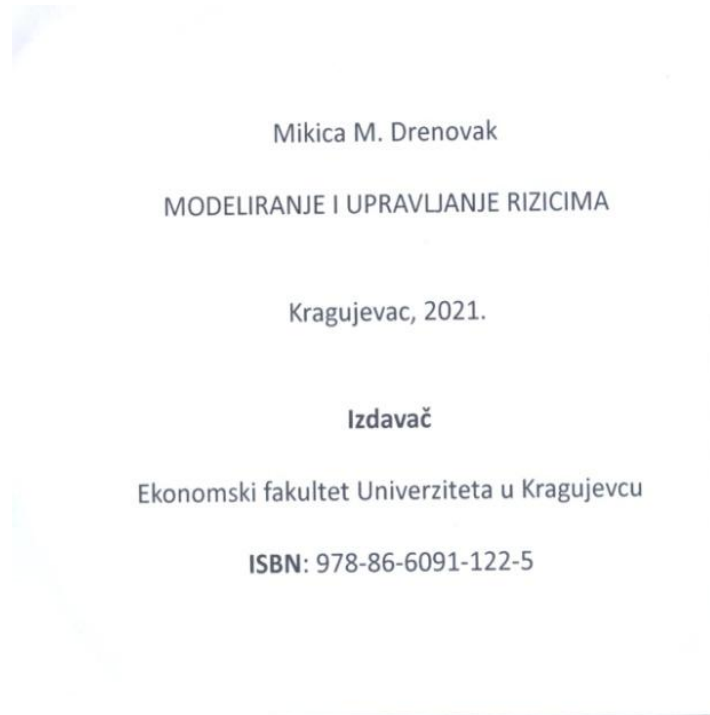 Mikica M. Drenovak
MODELIRANJE I UPRAVLJANJE RIZICIMA
Kragujevac, 2021.
Izdavač
Ekonomski fakultet Univerziteta u Kragujevcu
ISBN: 978-86-6091-122-5